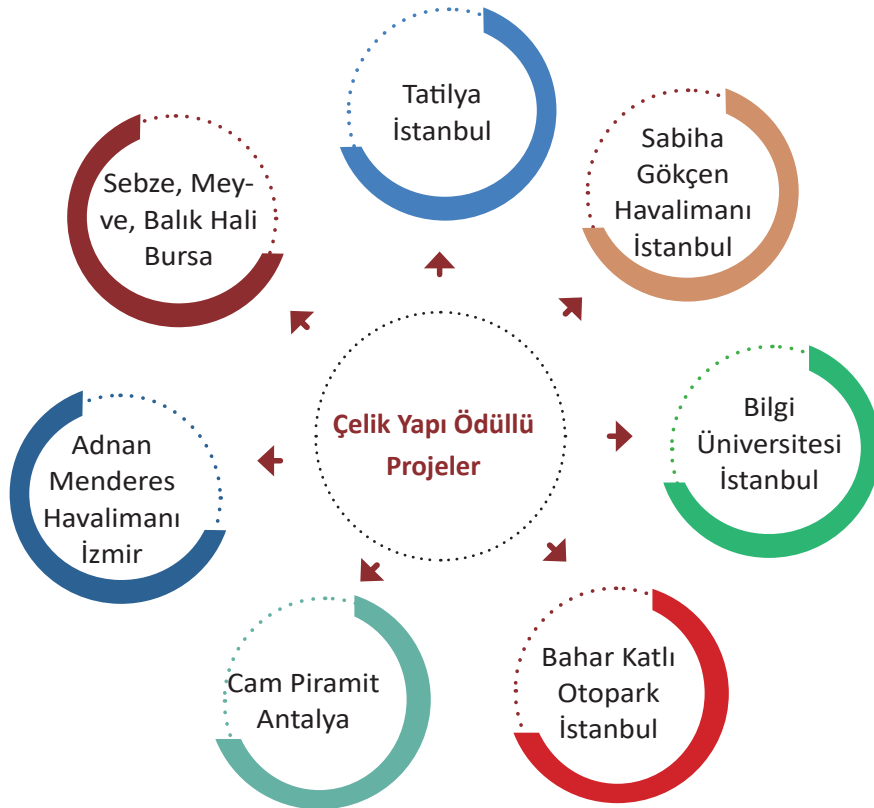 Tatilya
İstanbul
Sabiha
Gökçen
Havalimanı
İstanbul
Bilgi
Üniversitesi
İstanbul
Bahar Katlı
Otopark
İstanbul
Cam Piramit
Antalya
Adnan
Menderes
Havalimanı
İzmir
Sebze, Mey-
ve, Balık Hali
Bursa
Çelik Yapı Ödüllü
Projeler